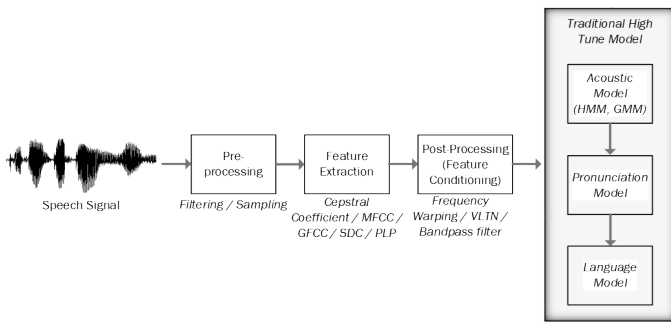 Traditional High
Tune Model
Acoustic
Model
(HMM, GMM)
Pre-
processing
Feature
Extraction
Post-Processing
(Feature
Conditioning)
Pronunciation
Model
Speech Signal
Filtering / Sampling
Cepstral
Coefficient / MFCC /
GFCC / SDC / PLP
Frequency
Warping / VLTN /
Bandpass filter
Language
Model